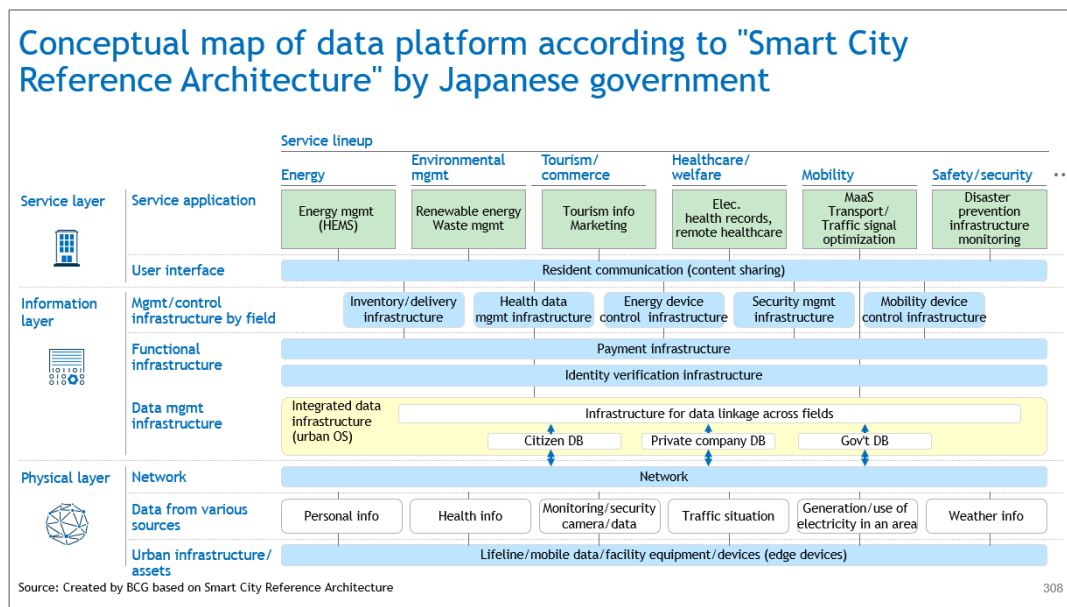 Conceptual map of data platform according to "Smart City
Reference Architecture" by Japanese government
Service lineup
Energy
Environmental
mgmt
Tourism/
commerce
Healthcare/
welfare
Mobility
Safety/security
..
Service layer
Service application
Energy mgmt
(HEMS)
Renewable energy
Waste mgmt
Tourism info
Marketing
Elec.
health records,
remote healthcare
MaaS
Transport/
Traffic signal
optimization
Disaster
prevention
infrastructure
monitoring
User interface
Resident communication (content sharing)
Information
layer
Mgmt/control
infrastructure by field
Inventory/delivery
infrastructure
Health data
mgmt infrastructure
Energy device
control infrastructure
Security mgmt
infrastructure
Mobility device
control infrastructure
Functional
infrastructure
Payment infrastructure
Identity verification infrastructure
Data mgmt
infrastructure
Integrated data
infrastructure
(urban OS)
Infrastructure for data linkage across fields
Citizen DB
Private company DB
Gov't DB
Physical layer
Network
Network
Data from various
sources
Personal info
Health info
Monitoring/security
camera/data
Traffic situation
Generation/use of
electricity in an area
Weather info
Urban infrastructure/
assets
Lifeline/mobile data/facility equipment/devices (edge devices)
Source: Created by BCG based on Smart City Reference Architecture
308